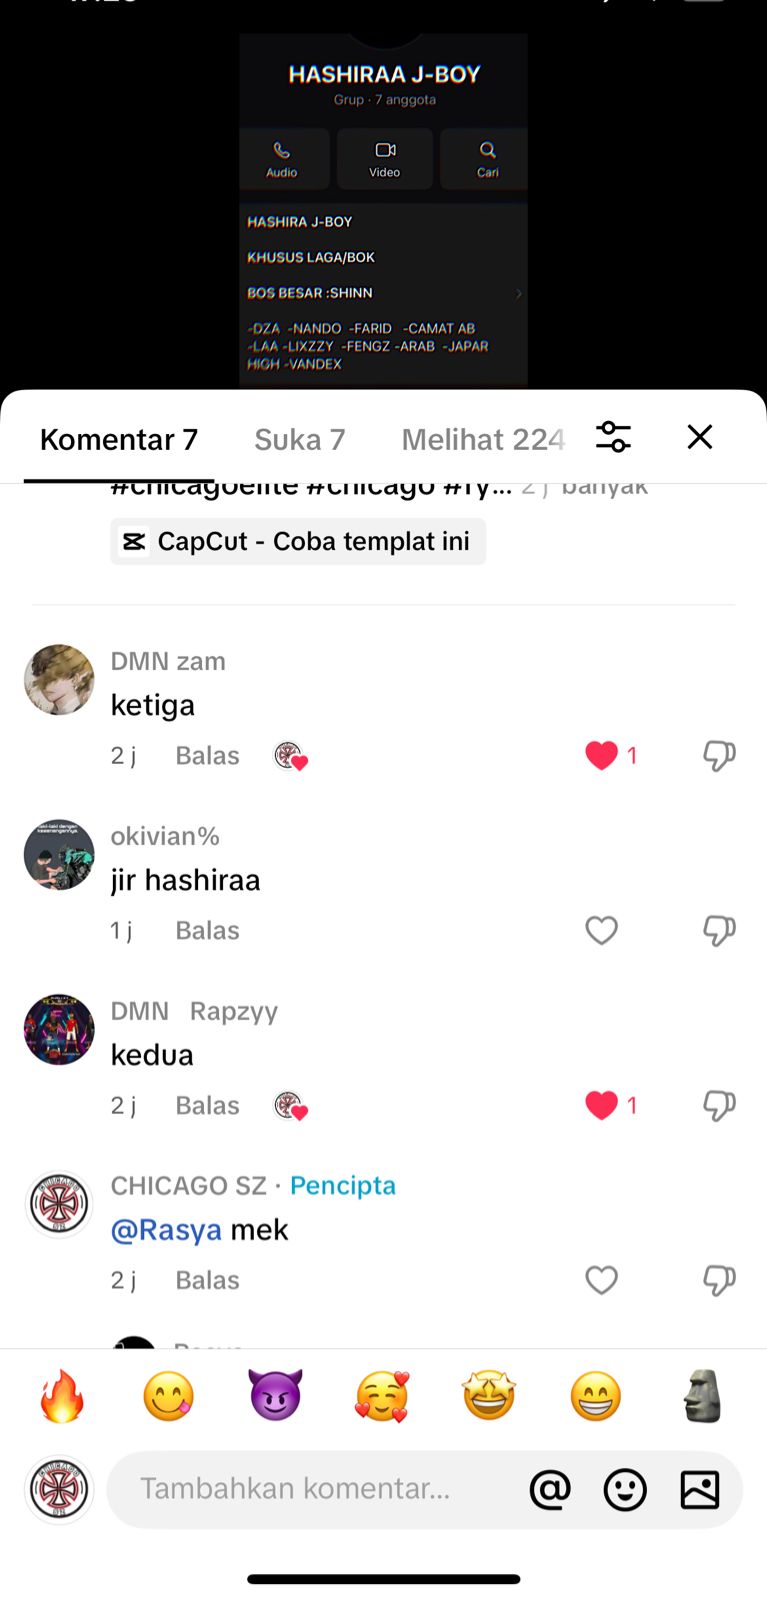 HASHIRAA J-BOY
Grup · 7 anggota
Audio
Video
Cari
HASHIRA J-BOY
KHUSUS LAGA/BOK
BOS BESAR :SHINN
-DZA -NANDO -FARID -CAMAT AB
-LAA -LIXZZY -FENGZ -ARAB -JAPAR
HIGH -VANDEX
Komentar 7
Suka 7
Melihat 224
#chicagoelite #chicago #fy... 2 j banyak
CapCut - Coba templat ini
DMN zam
ketiga
2 j Balas
1
okivian%
jir hashiraa
1 j Balas
DMN Rapzyy
kedua
2 j Balas
1
CHICAGO SZ · Pencipta
@Rasya mek
2 j Balas
Tambahkan komentar...